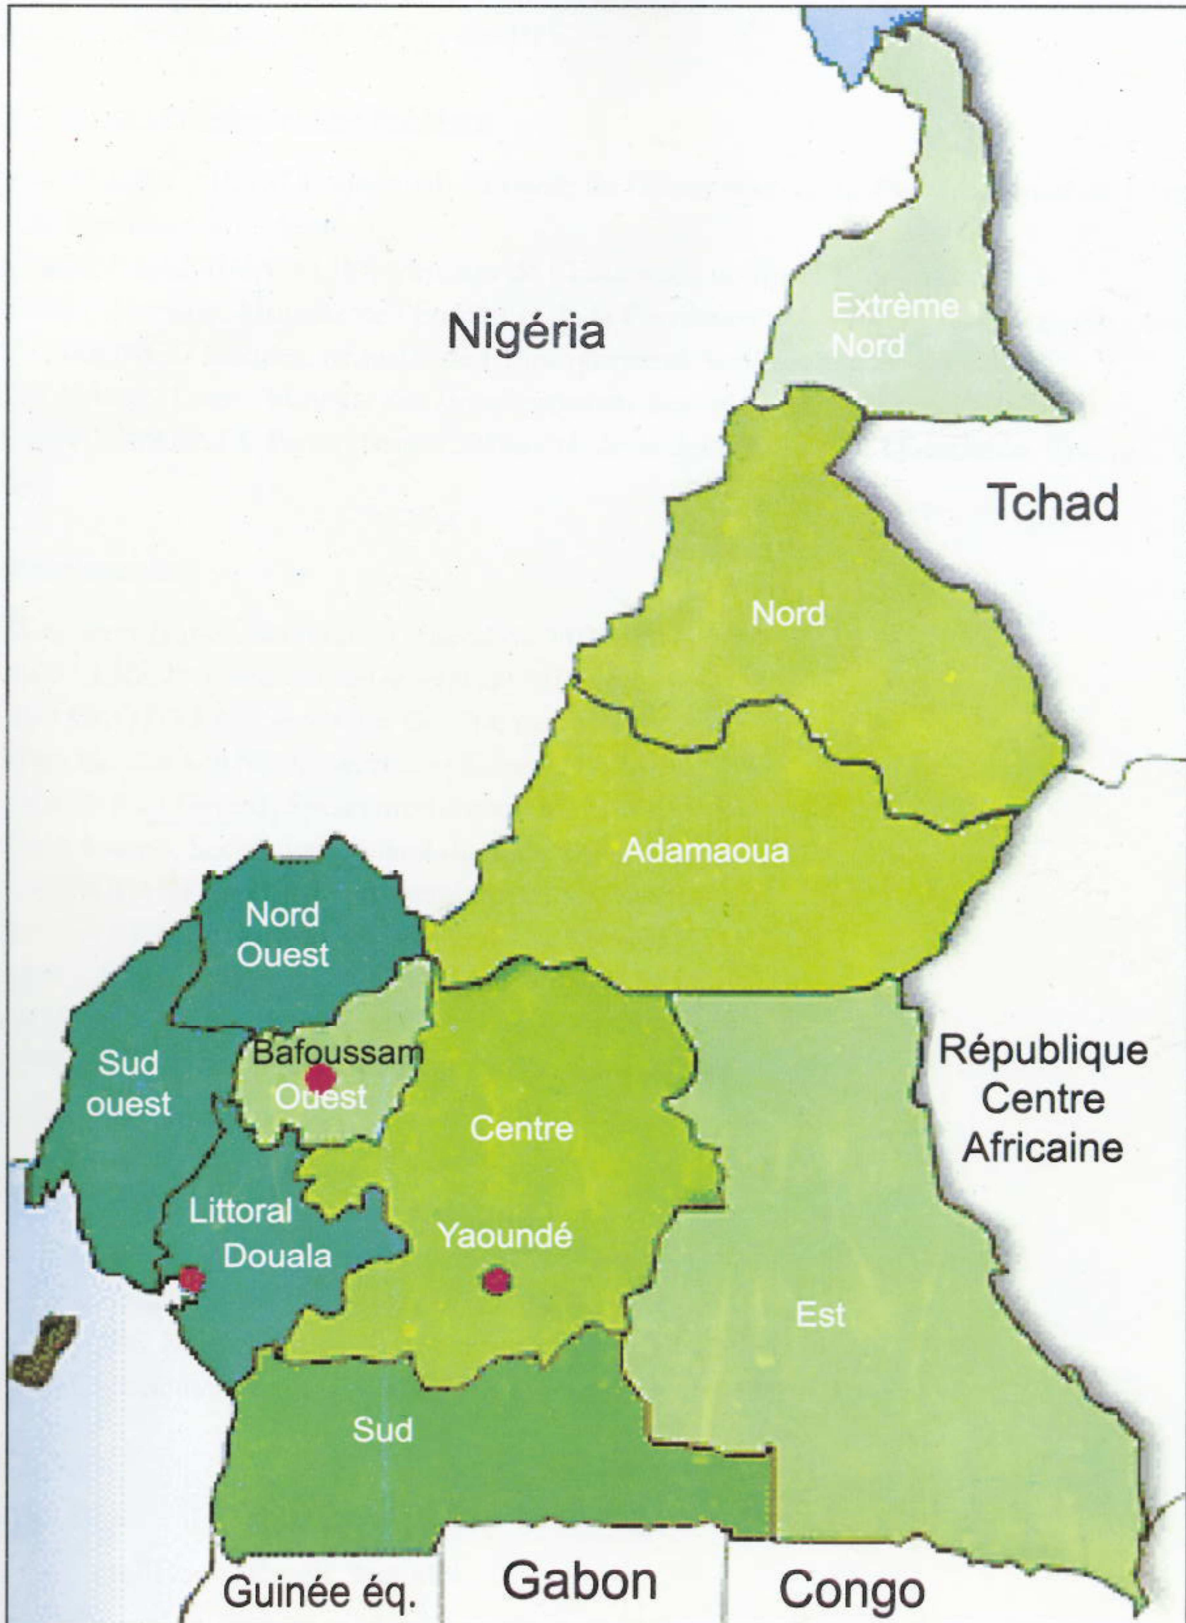 Extrème
Nord
Nigéria
Tchad
Nord
Adamaoua
Nord
Ouest
République
Centre
Africaine
Bafoussam
Ouest
Sud
ouest
Centre
Littoral
Douala
Yaoundé
Est
Sud
Guinée éq.
Gabon
Congo